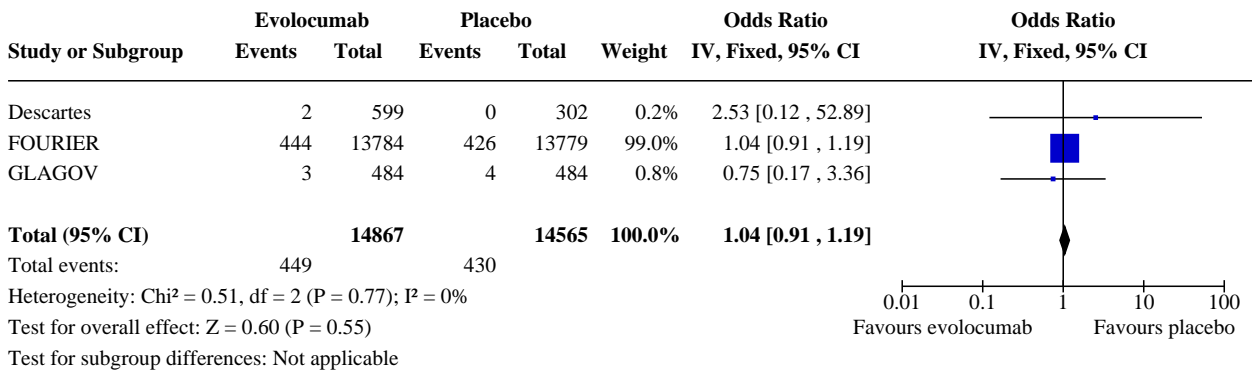 Evolocumab Placebo Odds Ratio Odds Ratio
Study or Subgroup Events Total Events Total Weight IV, Fixed, 95% CI IV, Fixed, 95% CI
Descartes 2 599 0 302 0.2% 2.53 [0.12 , 52.89]
FOURIER 444 13784 426 13779 99.0% 1.04 [0.91 , 1.19]
GLAGOV 3 484 4 484 0.8% 0.75 [0.17 , 3.36]
Total (95% CI) 14867 14565 100.0% 1.04 [0.91 , 1.19]
Total events: 449 430
Heterogeneity: Chi² = 0.51, df = 2 (P = 0.77); I² = 0%
0.01 0.1 1 10 100
Test for overall effect: Z = 0.60 (P = 0.55)
Favours evolocumab Favours placebo
Test for subgroup differences: Not applicable